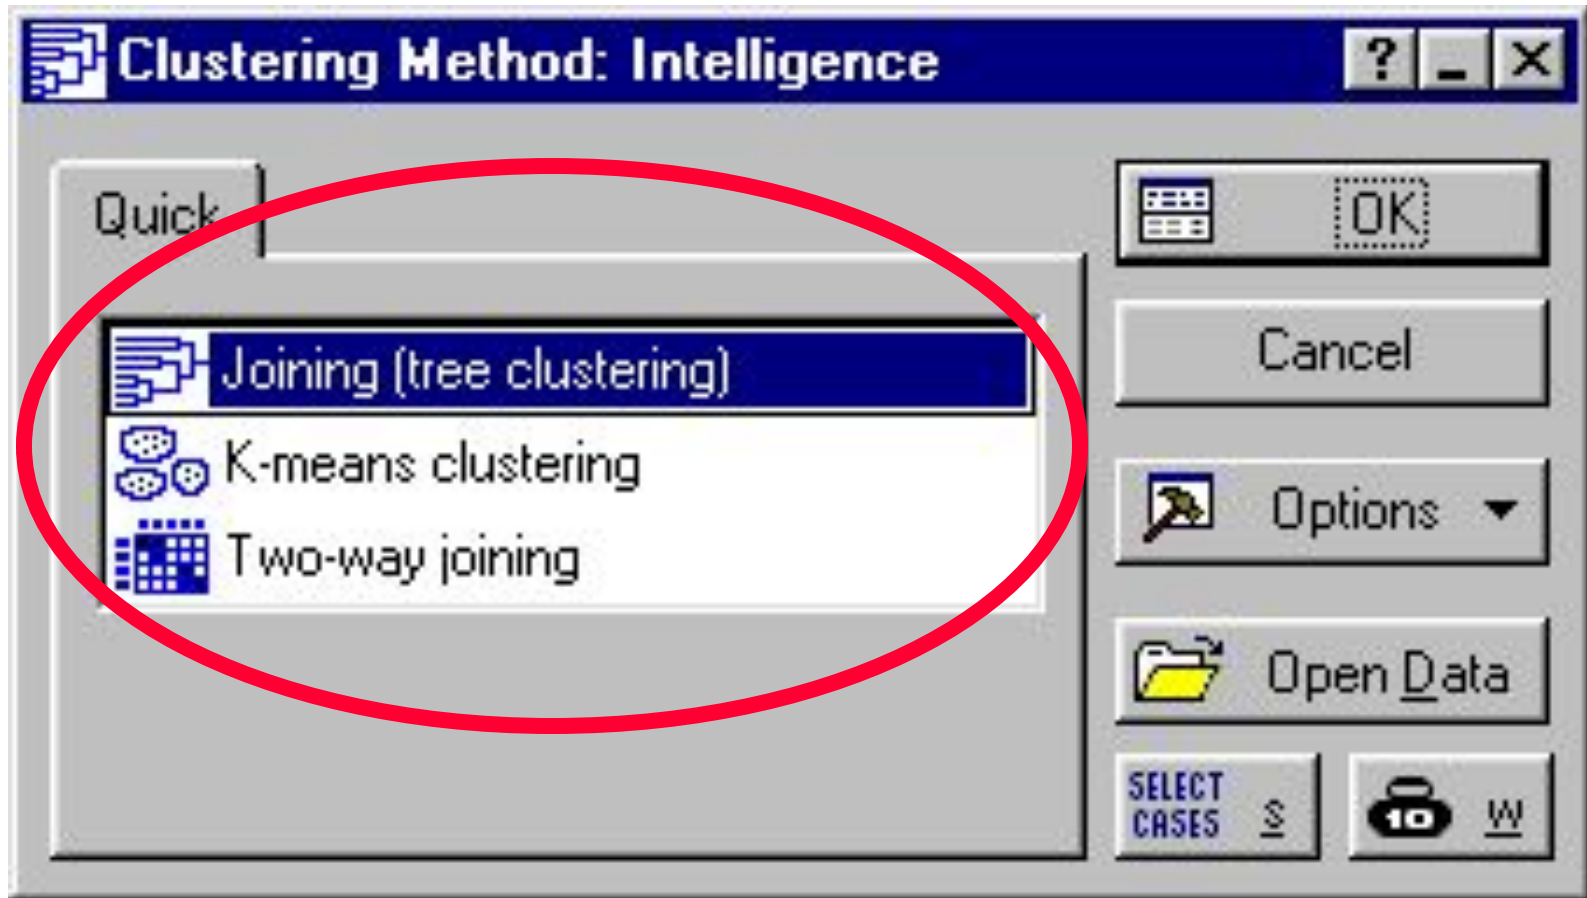 Clustering Method: Intelligence
?
Quick
OK
Joining (tree clustering)
Cancel
K-means clustering
Options
Two-way joining
Open Data
SELECT
CASES S
10 W